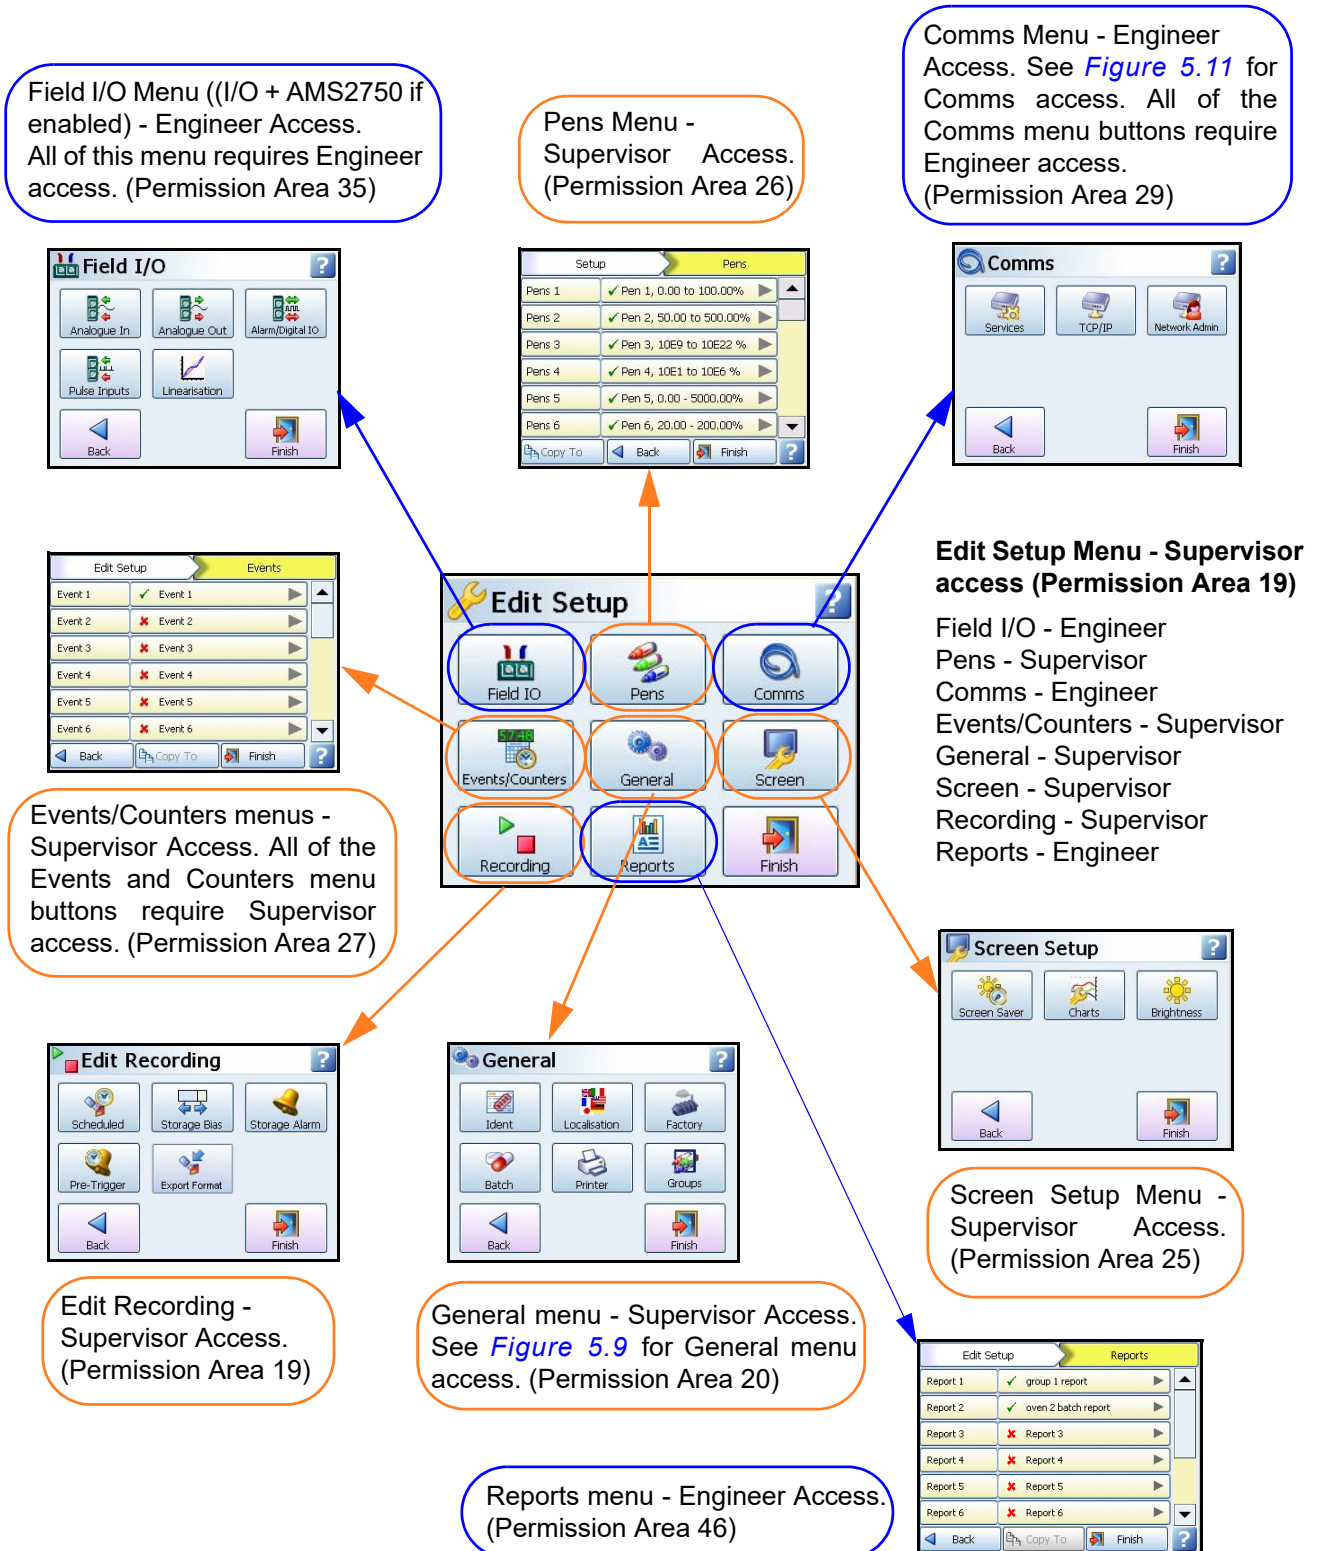 Field I/O Menu ((I/O + AMS2750 if
enabled) - Engineer Access.
All of this menu requires Engineer
access. (Permission Area 35)
Pens Menu -
Supervisor Access.
(Permission Area 26)
Comms Menu - Engineer
Access. See Figure 5.11 for
Comms access. All of the
Comms menu buttons require
Engineer access.
(Permission Area 29)
Field I/O
?
Analogue In
Analogue Out
Alarm/Digital IO
Pulse Inputs
Linearisation
Back
Finish
Setup
Pens
Pens 1
Pen 1, 0.00 to 100.00%
Pens 2
Pen 2, 50.00 to 500.00%
Pens 3
Pen 3, 10E9 to 10E22 %
Pens 4
Pen 4, 10E1 to 10E6 %
Pens 5
Pen 5, 0.00 - 5000.00%
Pens 6
Pen 6, 20.00 - 200.00%
Copy To
Back
Finish
?
Comms
?
Services
TCP/IP
Network Admin
Back
Finish
Edit Setup
Events
Event 1
Event 1
Event 2
Event 2
Event 3
Event 3
Event 4
Event 4
Event 5
Event 5
Event 6
Event 6
Back
Copy To
Finish
?
Edit Setup
?
Field IO
Pens
Comms
57:48
Events/Counters
General
Screen
Recording
Reports
Finish
Edit Setup Menu - Supervisor
access (Permission Area 19)
Field I/O - Engineer
Pens - Supervisor
Comms - Engineer
Events/Counters - Supervisor
General - Supervisor
Screen - Supervisor
Recording - Supervisor
Reports - Engineer
Events/Counters menus -
Supervisor Access. All of the
Events and Counters menu
buttons require Supervisor
access. (Permission Area 27)
Screen Setup
?
Screen Saver
Charts
Brightness
Back
Finish
Edit Recording
?
Scheduled
Storage Bias
Storage Alarm
Pre-Trigger
Export Format
Back
Finish
General
?
Ident
Localisation
Factory
Batch
Printer
Groups
Back
Finish
Screen Setup Menu -
Supervisor Access.
(Permission Area 25)
Edit Recording -
Supervisor Access.
(Permission Area 19)
General menu - Supervisor Access.
See Figure 5.9 for General menu
access. (Permission Area 20)
Edit Setup
Reports
Report 1
group 1 report
Report 2
oven 2 batch report
Report 3
Report 3
Report 4
Report 4
Report 5
Report 5
Report 6
Report 6
Back
Copy To
Finish
?
Reports menu - Engineer Access.
(Permission Area 46)